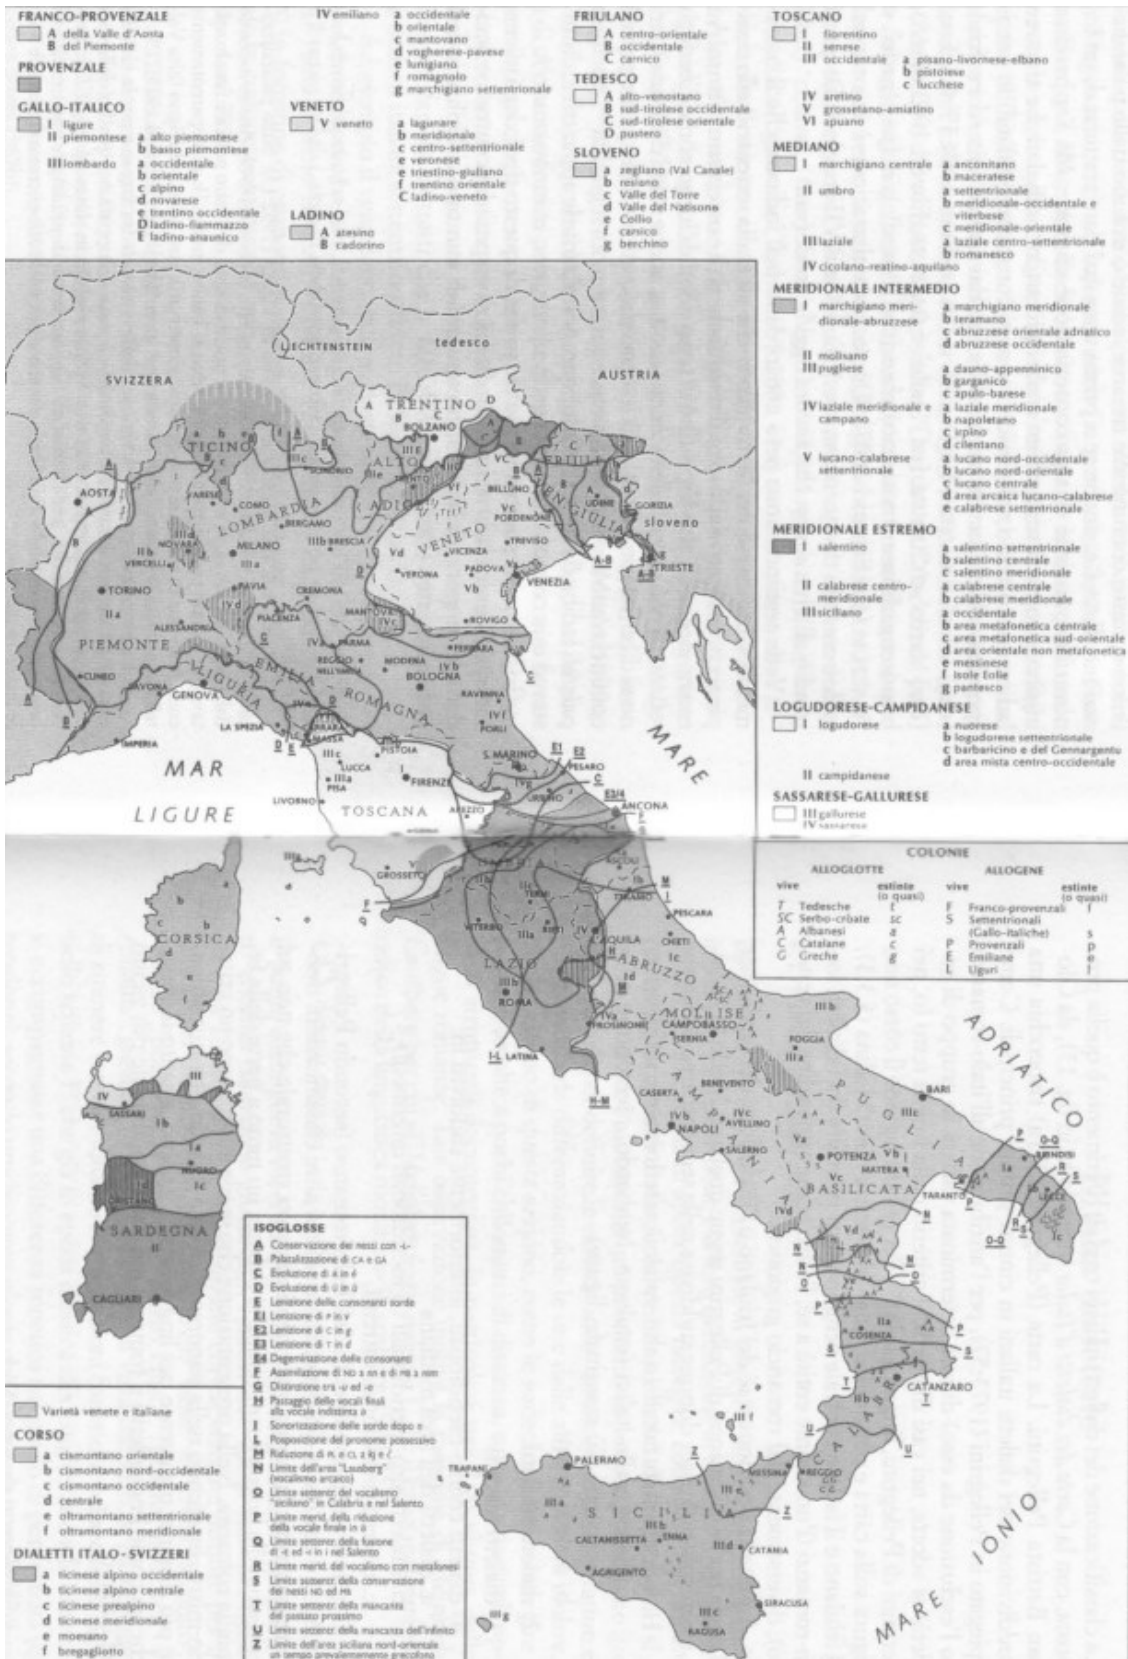 FRANCO-PROVENZALE
A della Valle d'Aosta
B del Piemonte
PROVENZALE
GALLO-ITALICO
I ligure
II piemontese a alto piemontese
b basso piemontese
III lombardo a occidentale
b orientale
c alpino
d novarese
e trentino occidentale
D ladino-fiammazzo
E ladino-anaunico
IV emiliano a occidentale
b orientale
c mantovano
d vogherese-pavese
e lunigiano
f romagnolo
g marchigiano settentrionale
VENETO
V veneto a lagunare
b meridionale
c centro-settentrionale
e veronese
e triestino-giuliano
f trentino orientale
C ladino-veneto
LADINO
A atesino
B cadorino
FRIULANO
A centro-orientale
B occidentale
C carnico
TEDESCO
A alto-venostano
B sud-tirolese occidentale
C sud-tirolese orientale
D pustero
SLOVENO
a zegliano (Val Canale)
b resiano
c Valle del Torre
d Valle del Natisone
e Collio
f carsico
g berchino
TOSCANO
I fiorentino
II senese
III occidentale a pisano-livornese-elbano
b pistoiese
c lucchese
IV aretino
V grossetano-amiatino
VI apuano
MEDIANO
I marchigiano centrale a anconitano
b maceratese
II umbro a settentrionale
b meridionale-occidentale e
viterbese
c meridionale-orientale
III laziale a laziale centro-settentrionale
b romanesco
IV cicolano-reatino-aquilano
MERIDIONALE INTERMEDIO
I marchigiano meri- a marchigiano meridionale
dionale-abruzzese b teramano
c abruzzese orientale adriatico
d abruzzese occidentale
II molisano
III pugliese a dauno-appenninico
b garganico
c apulo-barese
IV laziale meridionale e a laziale meridionale
campano b napoletano
c irpino
d cilentano
V lucano-calabrese a lucano nord-occidentale
settentrionale b lucano nord-orientale
c lucano centrale
d area arcaica lucano-calabrese
e calabrese settentrionale
MERIDIONALE ESTREMO
I salentino a salentino settentrionale
b salentino centrale
c salentino meridionale
II calabrese centro- a calabrese centrale
meridionale b calabrese meridionale
III siciliano a occidentale
b area metafonetica centrale
c area metafonetica sud-orientale
d area orientale non metafonetica
e messinese
f Isole Eolie
g pantesco
LOGUDORESE-CAMPIDANESE
I logudorese a nuorese
b logudorese settentrionale
c barbaricino e del Gennargentu
d area mista centro-occidentale
II campidanese
SASSARESE-GALLURESE
III gallurese
IV sassarese
COLONIE
ALLOGLOTTE ALLOGENE
vive estinte (o quasi) vive estinte (o quasi)
T Tedesche t F Franco-provenzali f
SC Serbo-croate sc S Settentrionali
A Albanesi a (Gallo-italiche) s
C Catalane c P Provenzali p
G Greche g E Emiliane e
L Liguri l
LIECHTENSTEIN
tedesco
SVIZZERA
AUSTRIA
TRENTINO
BOLZANO
TICINO
ALTO
ADIGE
SONDRIO
TRENTO
BELLUNO
FRIULI
VEN. GIULIA
UDINE
GORIZIA
sloveno
PORDENONE
AOSTA
VARESE
COMO
LOMBARDIA
BERGAMO
NOVARA
MILANO
BRESCIA
VENETO
VICENZA
TREVISO
VERCELLI
VERONA
PADOVA
VENEZIA
TRIESTE
TORINO
PAVIA
CREMONA
MANTOVA
ROVIGO
PIEMONTE
ALESSANDRIA
PIACENZA
PARMA
REGGIO
NELL'EMILIA
MODENA
FERRARA
BOLOGNA
EMILIA ROMAGNA
RAVENNA
FORLI
CUNEO
SAVONA
GENOVA
LIGURIA
IMPERIA
LA SPEZIA
CARRARA
MASSA
LUCCA
PISTOIA
PISA
FIRENZE
LIVORNO
TOSCANA
AREZZO
S. MARINO
PESARO
URBINO
ANCONA
MAR
LIGURE
MARE
GROSSETO
ASCOLI
TERAMO
PESCARA
VITERBO
TERNI
RIETI
L'AQUILA
CHIETI
ABRUZZO
LAZIO
ROMA
FROSINONE
LATINA
MOLISE
CAMPOBASSO
ISERNIA
FOGGIA
CAMPANIA
CASERTA
BENEVENTO
AVELLINO
NAPOLI
SALERNO
PUGLIA
BARI
POTENZA
MATERA
BASILICATA
TARANTO
BRINDISI
LECCE
ADRIATICO
CORSICA
SASSARI
NUORO
ORISTANO
SARDEGNA
CAGLIARI
COSENZA
CATANZARO
CALABRIA
REGGIO
MESSINA
TRAPANI
PALERMO
SICILIA
CALTANISSETTA
ENNA
CATANIA
AGRIGENTO
SIRACUSA
RAGUSA
MARE IONIO
ISOGLOSSE
A Conservazione dei nessi con -L-
B Palatalizzazione di CA e GA
C Evoluzione di A in é
D Evoluzione di U in ü
E Lenizione delle consonanti sorde
E1 Lenizione di P in v
E2 Lenizione di C in g
E3 Lenizione di T in d
E4 Degeminazione delle consonanti
F Assimilazione di ND a nn e di MB a mm
G Distinzione tra -u ed -o
H Passaggio delle vocali finali
alla vocale indistinta ə
I Sonorizzazione delle sorde dopo n
L Posposizione del pronome possessivo
M Riduzione di PL e CL a
N Limite dell'area "Lausberg"
(vocalismo arcaico)
O Limite settentr. del vocalismo
"siciliano" in Calabria e nel Salento
P Limite merid. della riduzione
della vocale finale in ə
Q Limite settentr. della fusione
di -E ed -I in i nel Salento
R Limite merid. del vocalismo con metafonesi
S Limite settentr. della conservazione
dei nessi ND ed MB
T Limite settentr. della mancanza
del passato prossimo
U Limite settentr. della mancanza dell'infinito
Z Limite dell'area siciliana nord-orientale
un tempo prevalentemente grecofona
Varietà venete e italiane
CORSO
a cismontano orientale
b cismontano nord-occidentale
c cismontano occidentale
d centrale
e oltramontano settentrionale
f oltramontano meridionale
DIALETTI ITALO-SVIZZERI
a ticinese alpino occidentale
b ticinese alpino centrale
c ticinese prealpino
d ticinese meridionale
e moesano
f bregagliotto